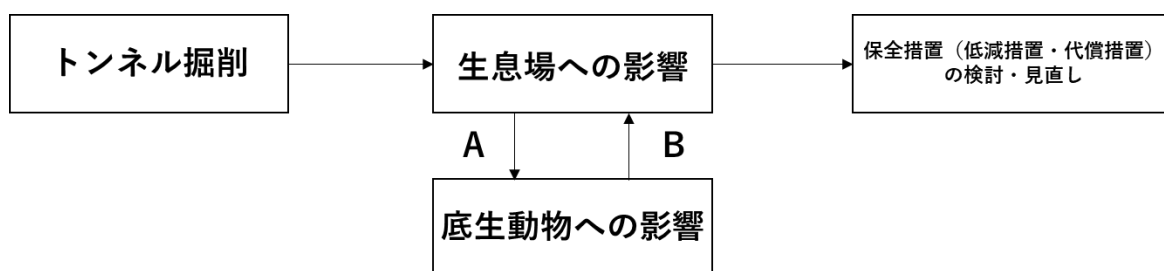 トンネル掘削
生息場への影響
保全措置（低減措置・代償措置）
の検討・見直し
A
B
底生動物への影響